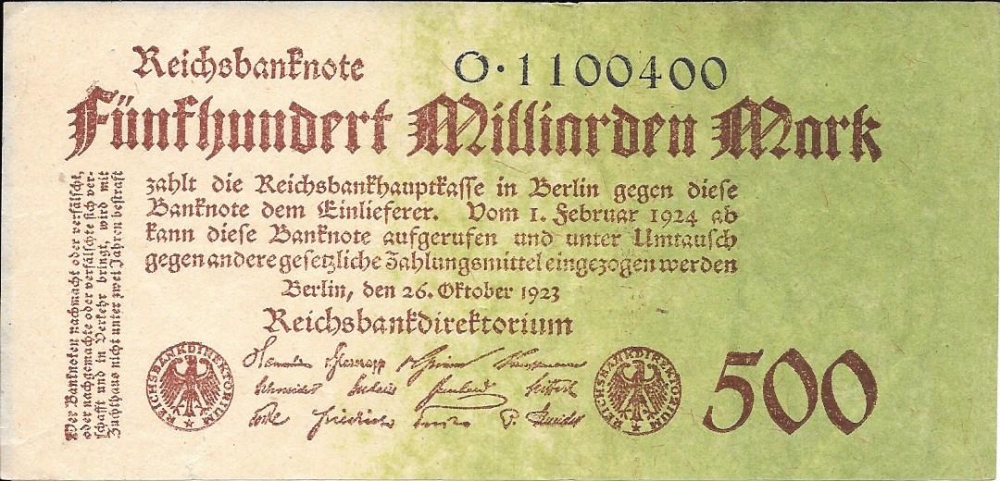 Reichsbanknote
O·1100400
Fünfhundert Milliarden Mark
zahlt die Reichsbankhauptkasse in Berlin gegen diese
Banknote dem Einlieferer. Vom 1. Februar 1924 ab
kann diese Banknote aufgerufen und unter Umtausch
gegen andere gesetzliche Zahlungsmittel eingezogen werden
Berlin, den 26. Oktober 1923
Reichsbankdirektorium
Wer Banknoten nachmacht oder verfälscht,
oder nachgemachte oder verfälschte sich ver-
schafft und in Verkehr bringt, wird mit
Zuchthaus nicht unter zwei Jahren bestraft
REICHSBANKDIREKTORIUM
Schneider
Friedrich
REICHSBANKDIREKTORIUM
500